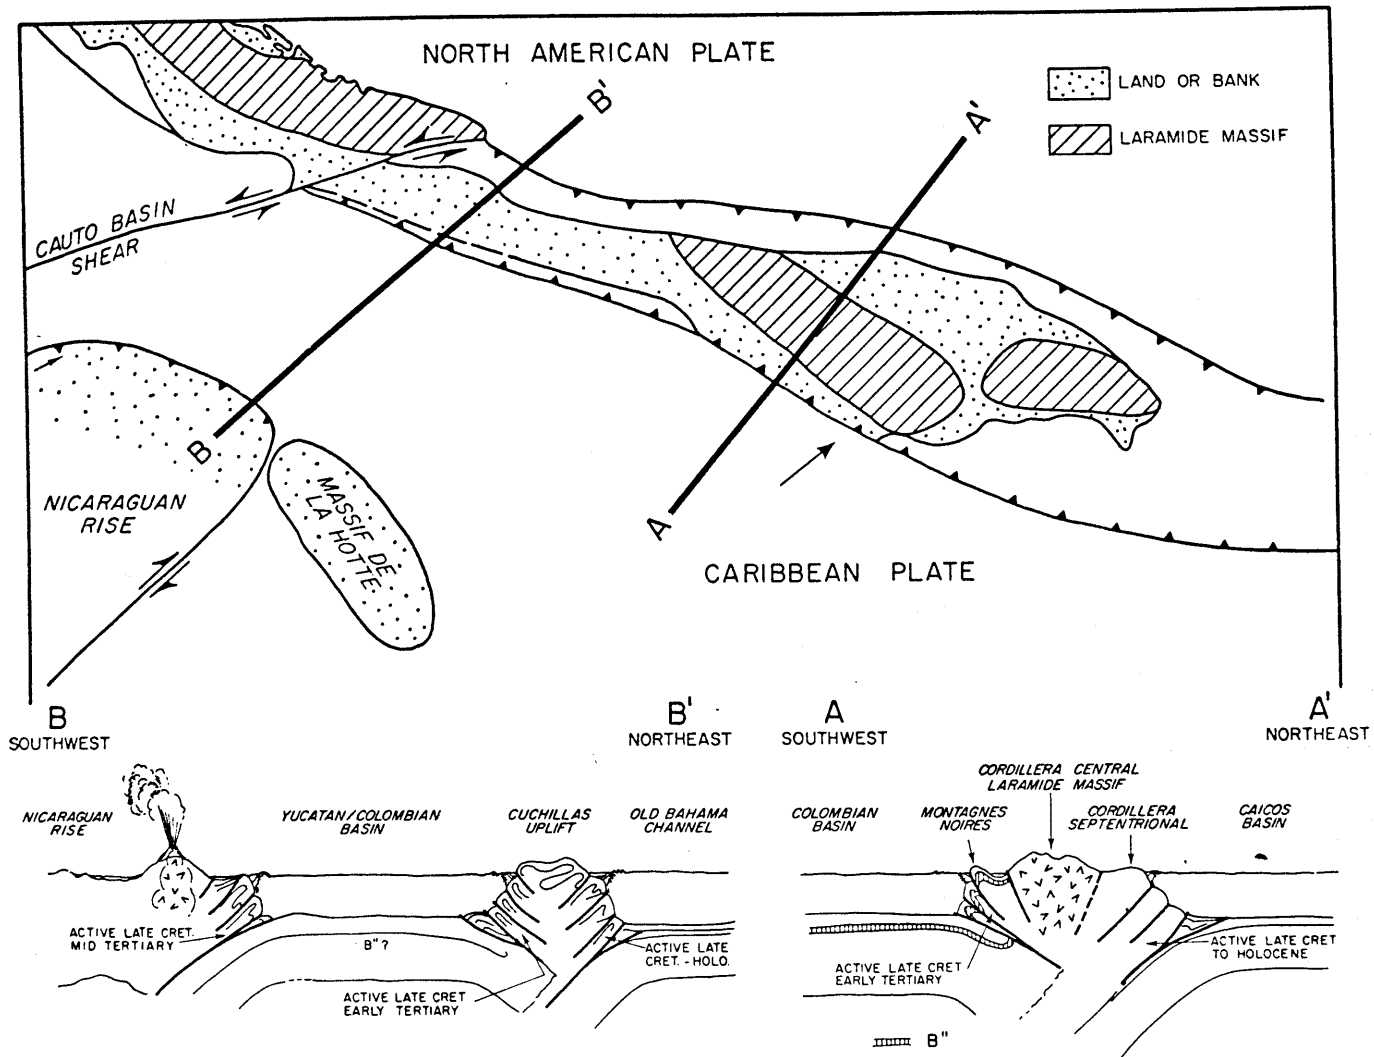 NORTH AMERICAN PLATE
LAND OR BANK
LARAMIDE MASSIF
B'
A'
CAUTO BASIN
SHEAR
B
NICARAGUAN
RISE
MASSIF DE
LA HOTTE
A
CARIBBEAN PLATE
B
SOUTHWEST
B'
NORTHEAST
A
SOUTHWEST
A'
NORTHEAST
NICARAGUAN
RISE
YUCATAN/COLOMBIAN
BASIN
CUCHILLAS
UPLIFT
OLD BAHAMA
CHANNEL
ACTIVE LATE CRET.
MID TERTIARY
B"?
ACTIVE LATE CRET
EARLY TERTIARY
ACTIVE LATE
CRET. - HOLO.
COLOMBIAN
BASIN
MONTAGNES
NOIRES
CORDILLERA CENTRAL
LARAMIDE MASSIF
CORDILLERA
SEPTENTRIONAL
CAICOS
BASIN
ACTIVE LATE CRET
EARLY TERTIARY
ACTIVE LATE CRET
TO HOLOCENE
B"